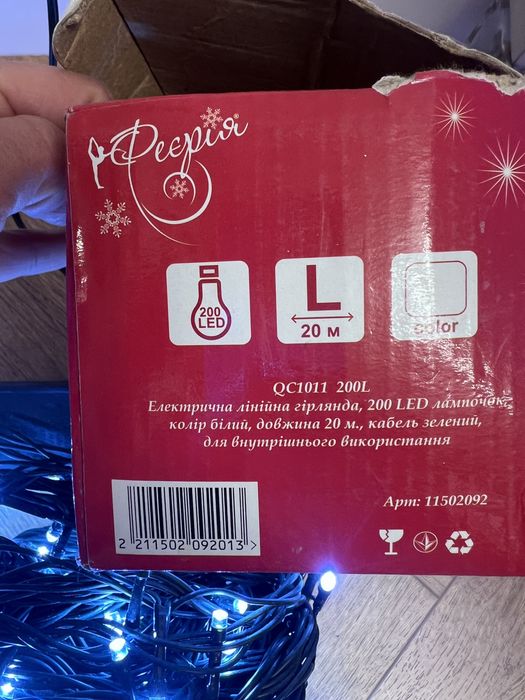 Феєрія®
200
LED
L
20 м
color
QC1011 200L
Електрична лінійна гірлянда, 200 LED лампочок,
колір білий, довжина 20 м., кабель зелений,
для внутрішнього використання
Арт: 11502092
2 211502 092013 >